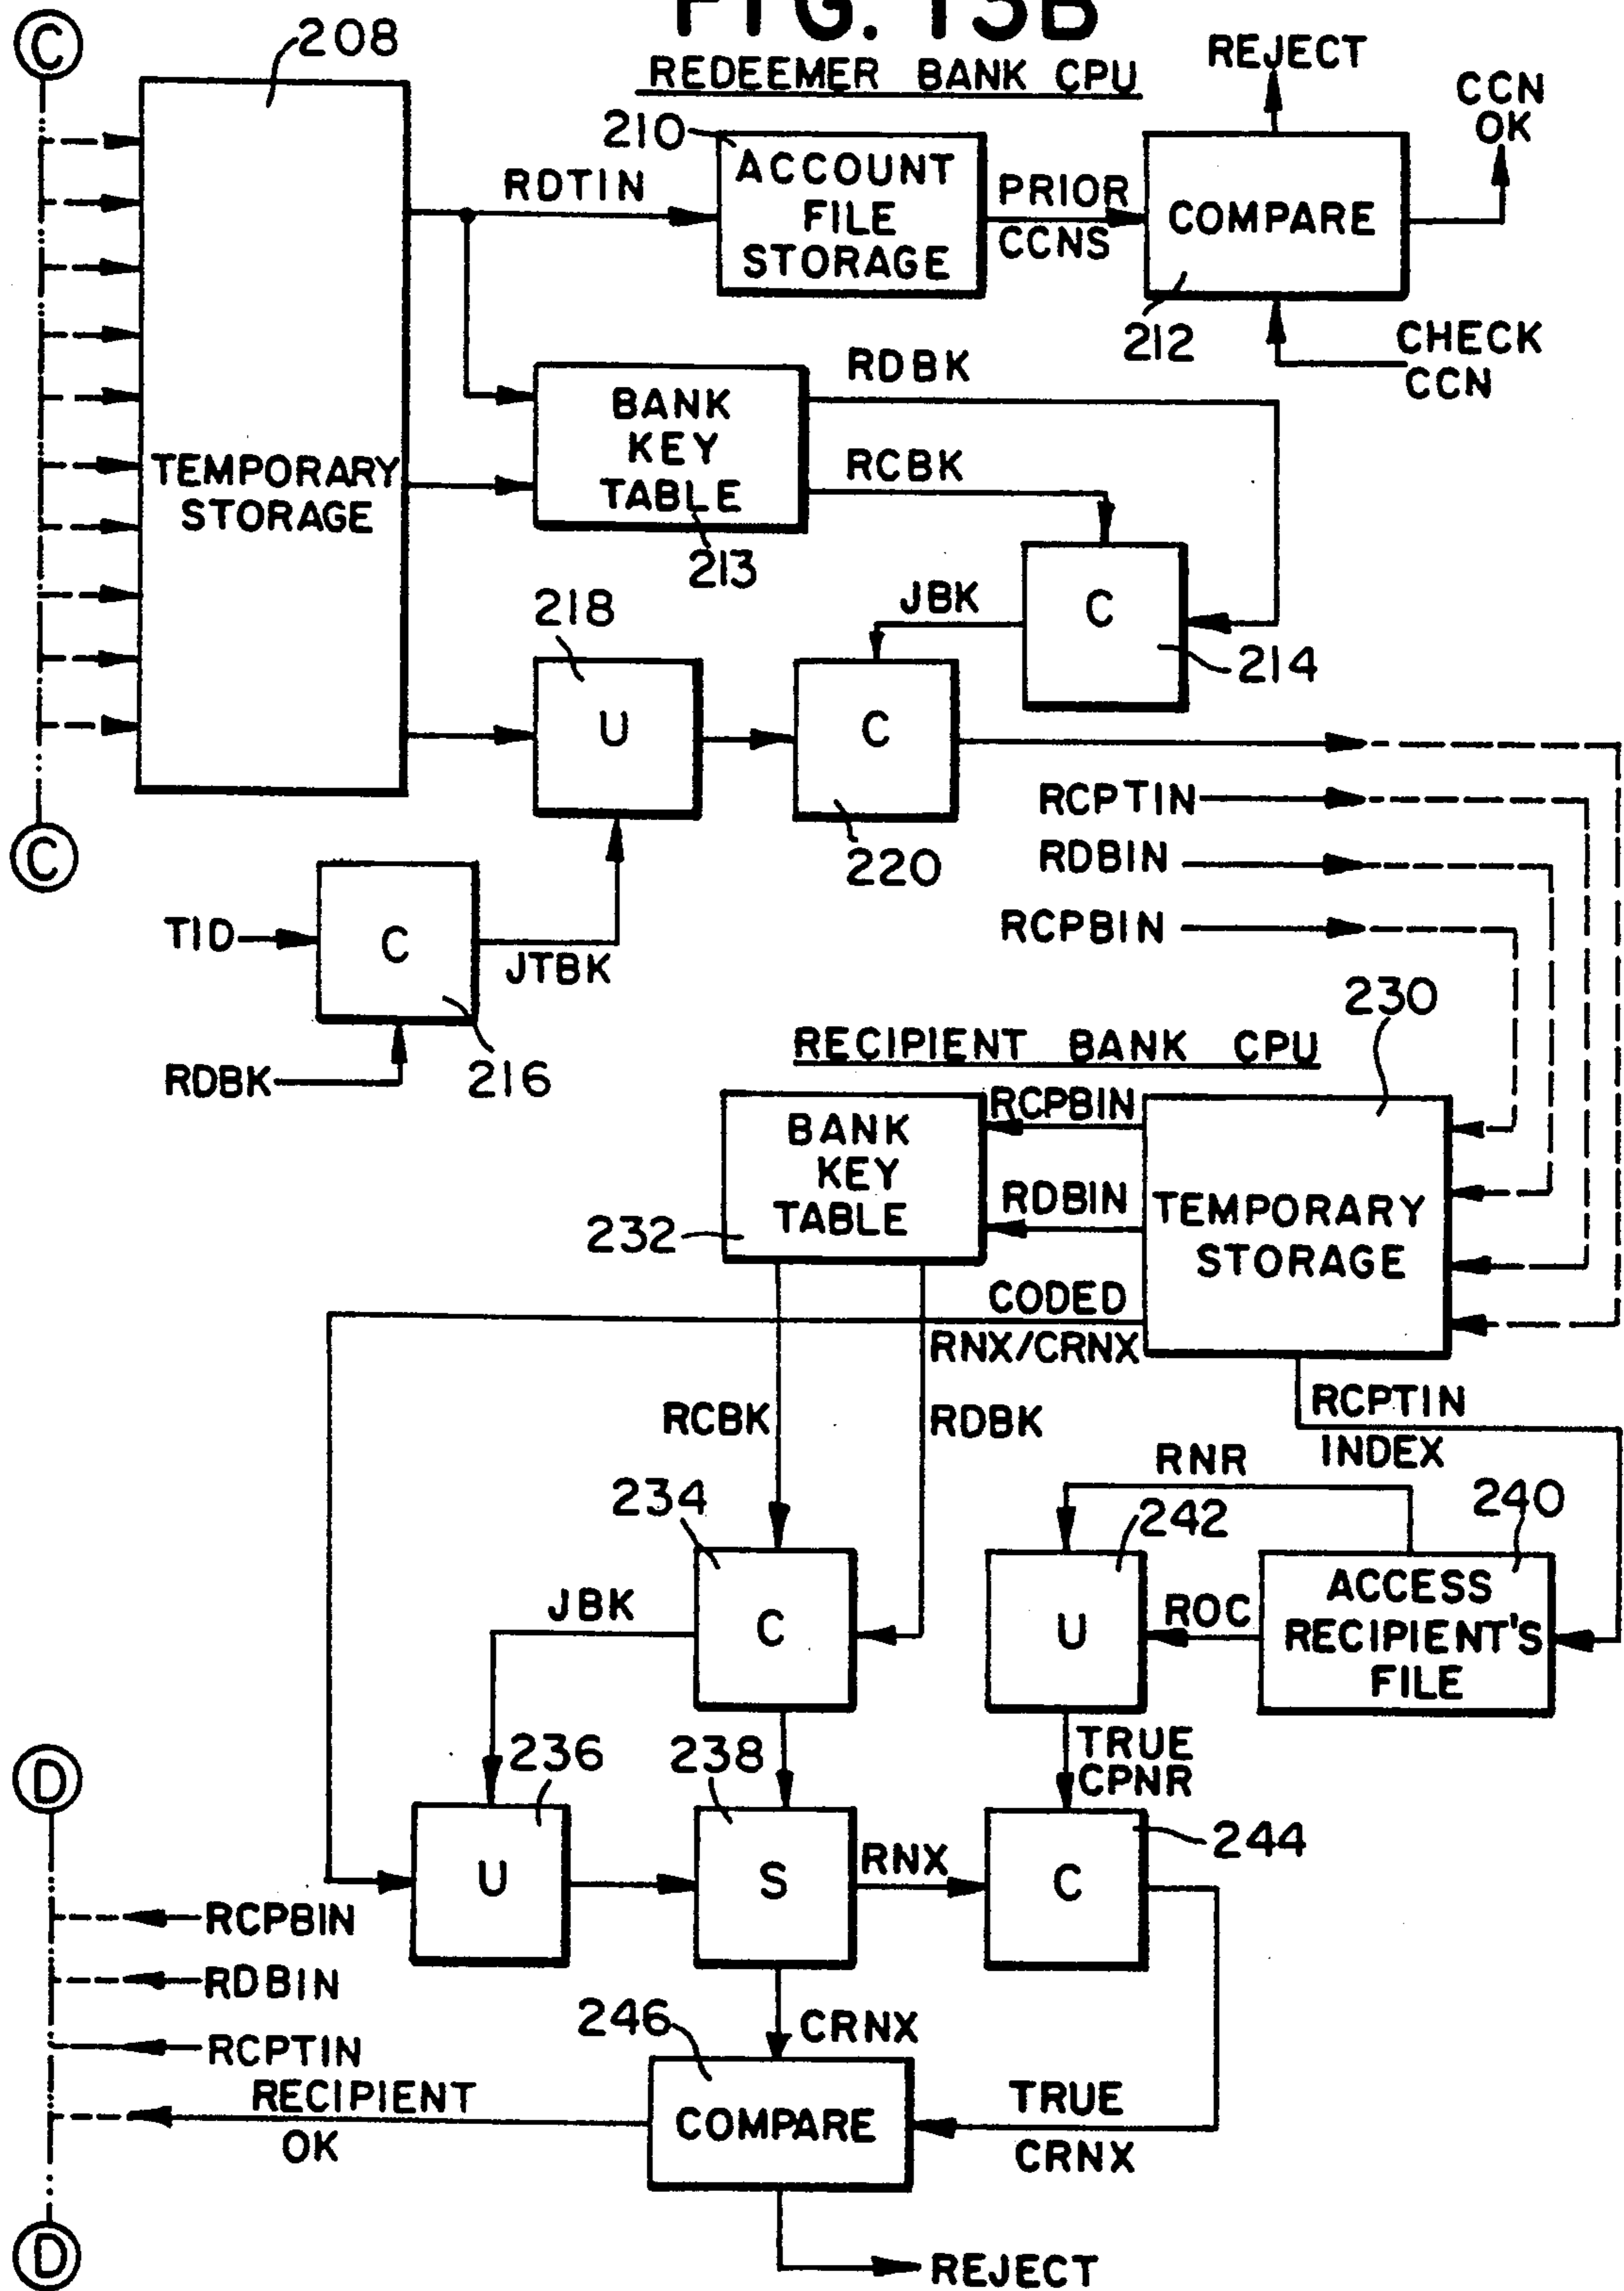 FIG. 13B
REDEEMER BANK CPU
C
208
REJECT
CCN
OK
210
RDTIN
ACCOUNT
FILE
STORAGE
PRIOR
CCNS
COMPARE
212
CHECK
CCN
TEMPORARY
STORAGE
BANK
KEY
TABLE
213
RDBK
RCBK
C
214
JBK
218
U
C
220
C
TID
C
JTBK
216
RDBK
RCPTIN
RDBIN
RCPBIN
230
RECIPIENT BANK CPU
BANK
KEY
TABLE
232
RCPBIN
RDBIN
TEMPORARY
STORAGE
CODED
RNX/CRNX
RCPTIN
INDEX
RCBK
RDBK
RNR
234
242
240
C
JBK
U
ROC
ACCESS
RECIPIENT'S
FILE
TRUE
CPNR
D
236
238
244
U
S
RNX
C
RCPBIN
RDBIN
RCPTIN
RECIPIENT
OK
246
CRNX
COMPARE
TRUE
CRNX
D
REJECT